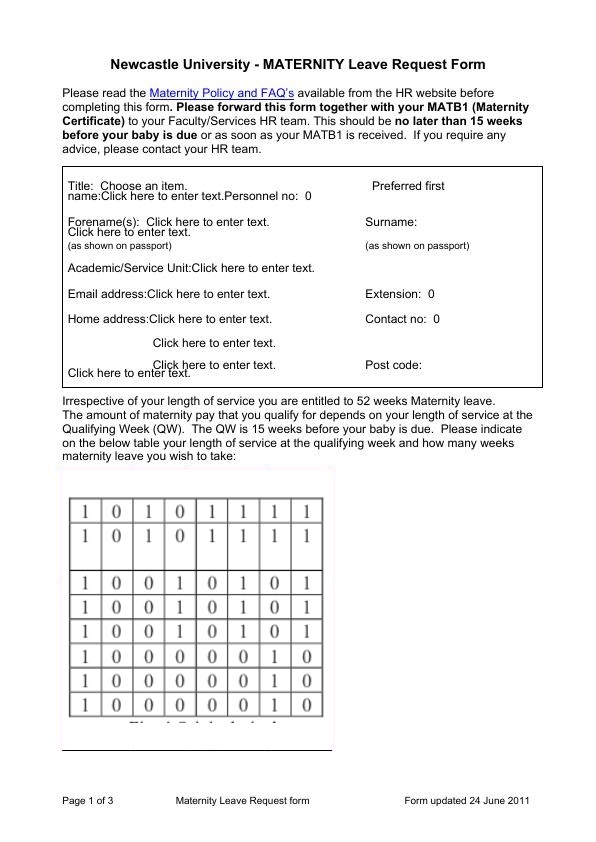 Newcastle University - MATERNITY Leave Request Form
Please read the Maternity Policy and FAQ's available from the HR website before
completing this form. Please forward this form together with your MATB1 (Maternity
Certificate) to your Faculty/Services HR team. This should be no later than 15 weeks
before your baby is due or as soon as your MATB1 is received.  If you require any
advice, please contact your HR team.
Title:  Choose an item. Preferred first
name:Click here to enter text.Personnel no:  0
Forename(s):  Click here to enter text. Surname:
Click here to enter text.
(as shown on passport) (as shown on passport)
Academic/Service Unit:Click here to enter text.
Email address:Click here to enter text. Extension:  0
Home address:Click here to enter text. Contact no:  0
Click here to enter text.
Click here to enter text. Post code:
Click here to enter text.
Irrespective of your length of service you are entitled to 52 weeks Maternity leave.
The amount of maternity pay that you qualify for depends on your length of service at the
Qualifying Week (QW).  The QW is 15 weeks before your baby is due.  Please indicate
on the below table your length of service at the qualifying week and how many weeks
maternity leave you wish to take:
1 0 1 0 1 1 1 1
1 0 1 0 1 1 1 1
1 0 0 1 0 1 0 1
1 0 0 1 0 1 0 1
1 0 0 1 0 1 0 1
1 0 0 0 0 0 1 0
1 0 0 0 0 0 1 0
1 0 0 0 0 0 1 0
Page 1 of 3 Maternity Leave Request form Form updated 24 June 2011